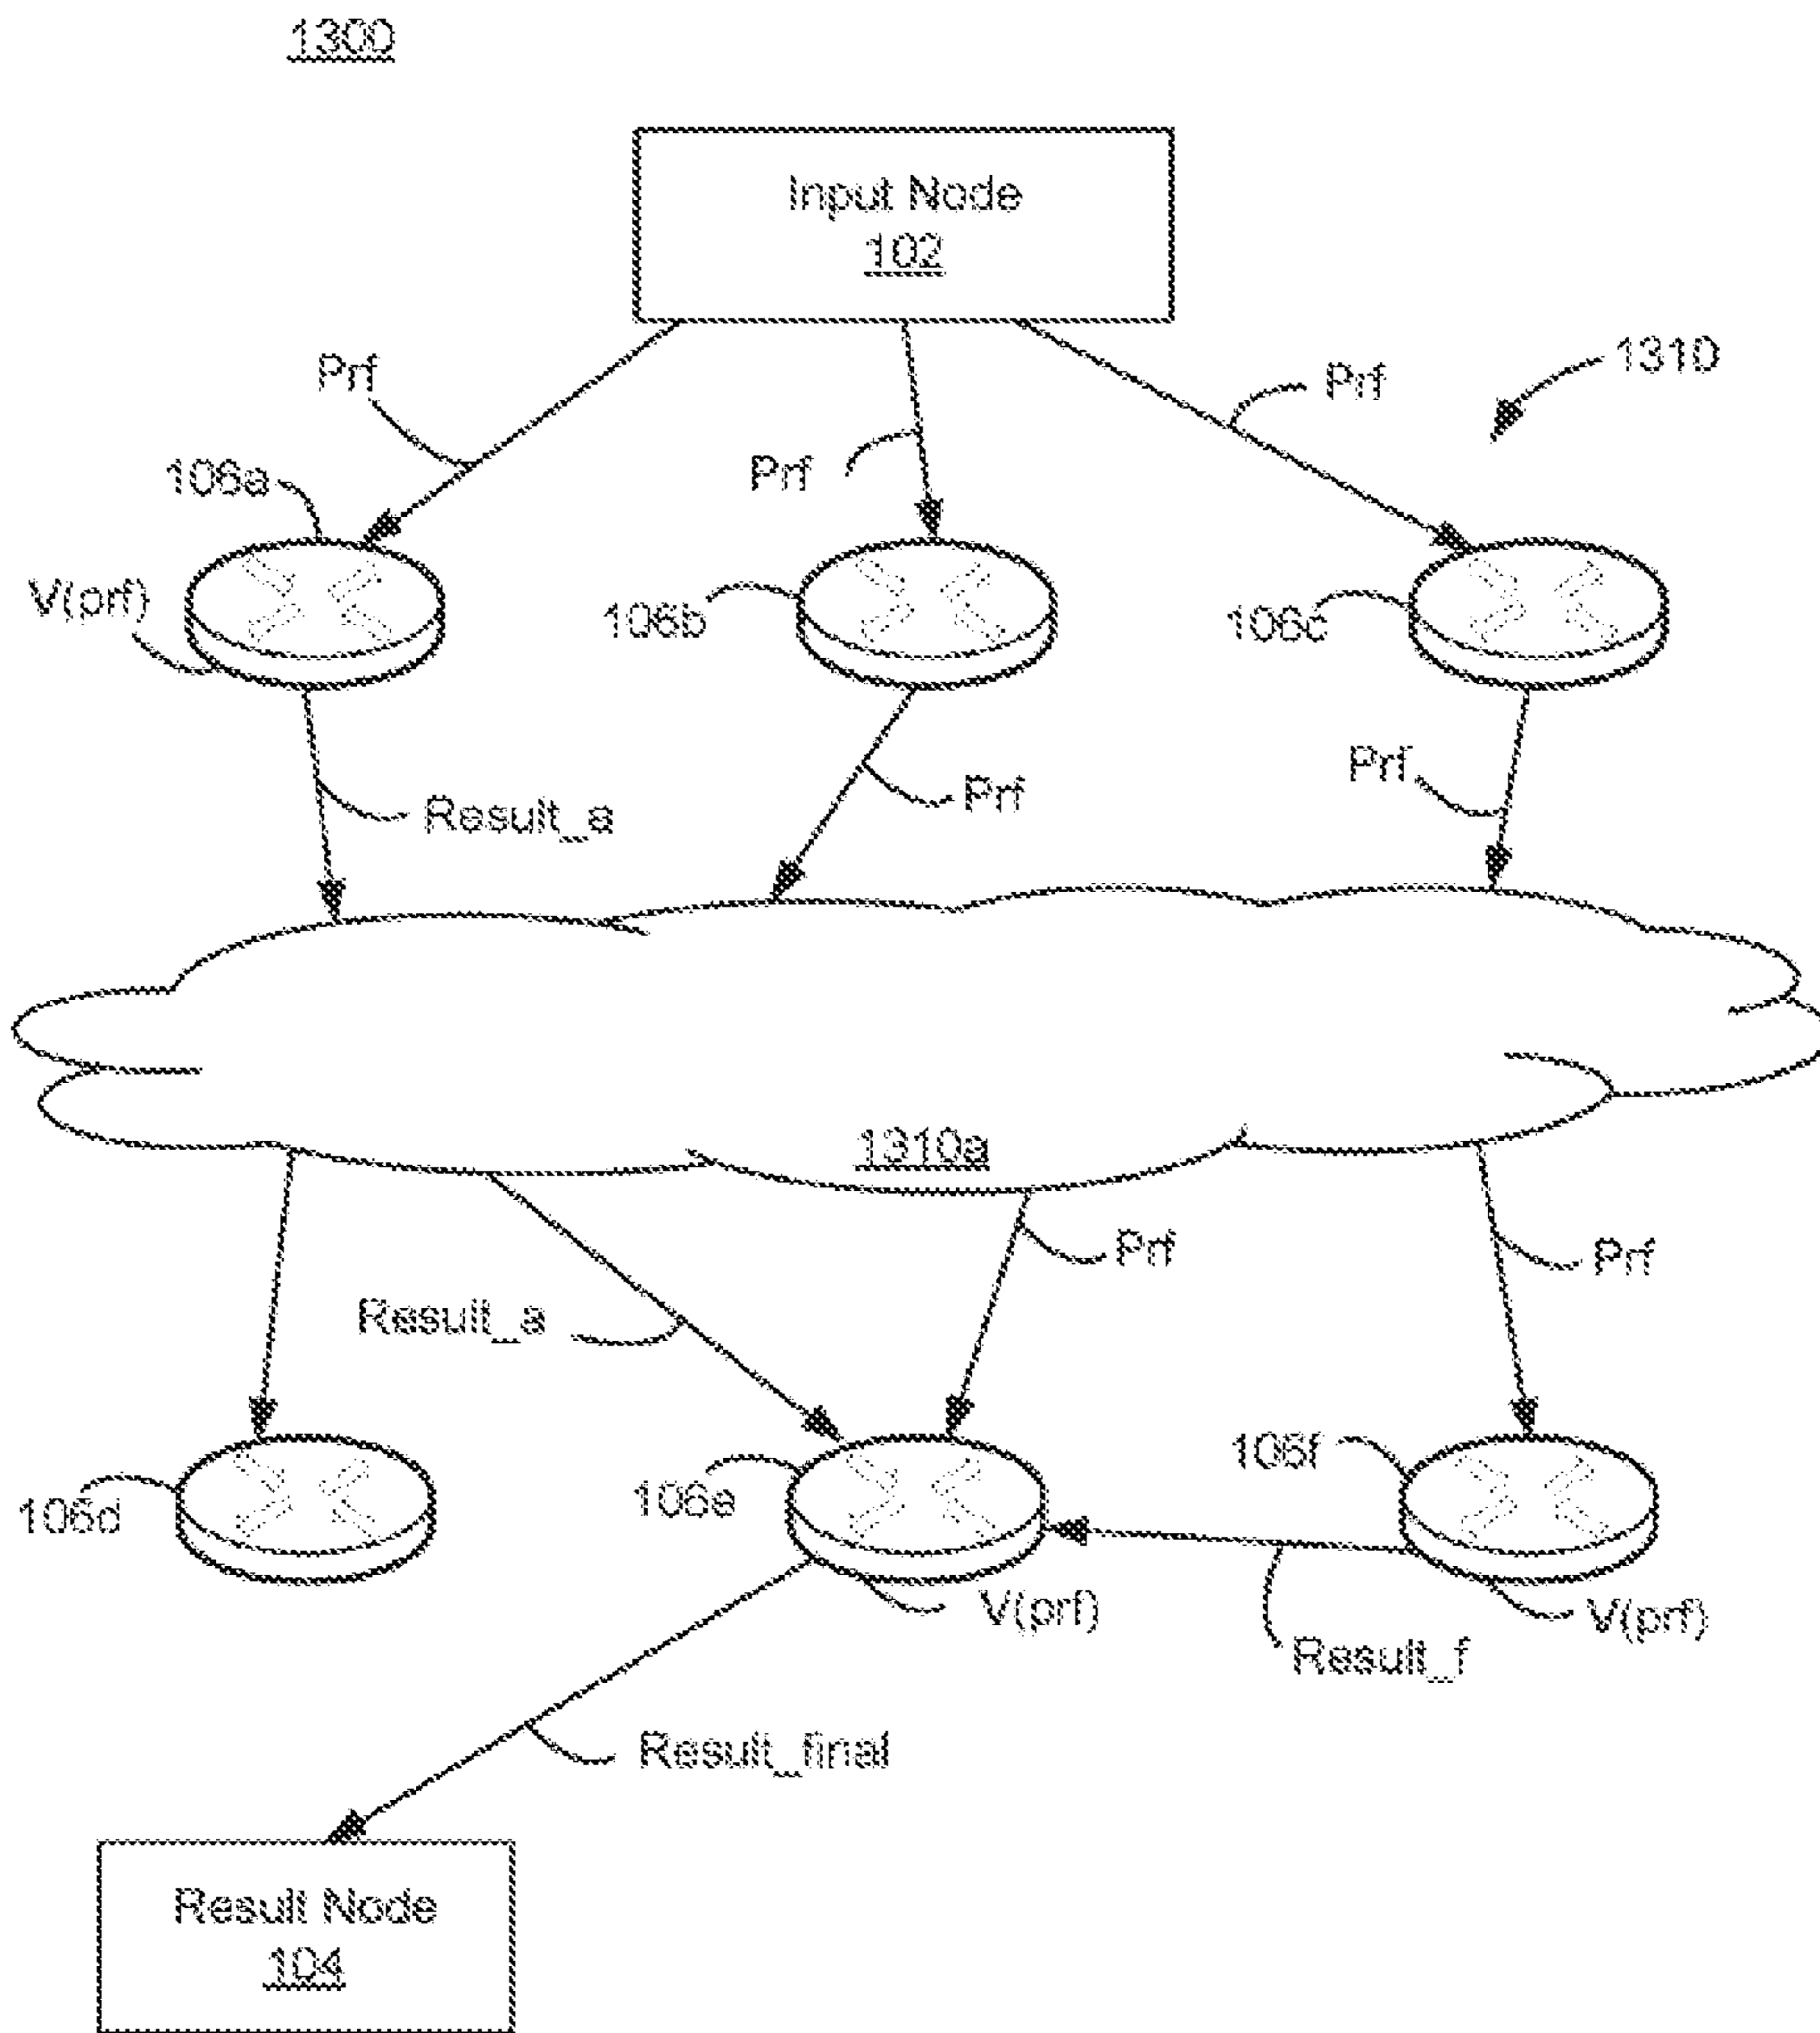 1300
Input Node
102
Prf
Prf
Prf
1310
106a
V(prf)
106b
106c
Result_a
Prf
Prf
1310a
Result_a
Prf
Prf
106d
106e
106f
V(prf)
Result_f
V(prf)
Result_final
Result Node
104